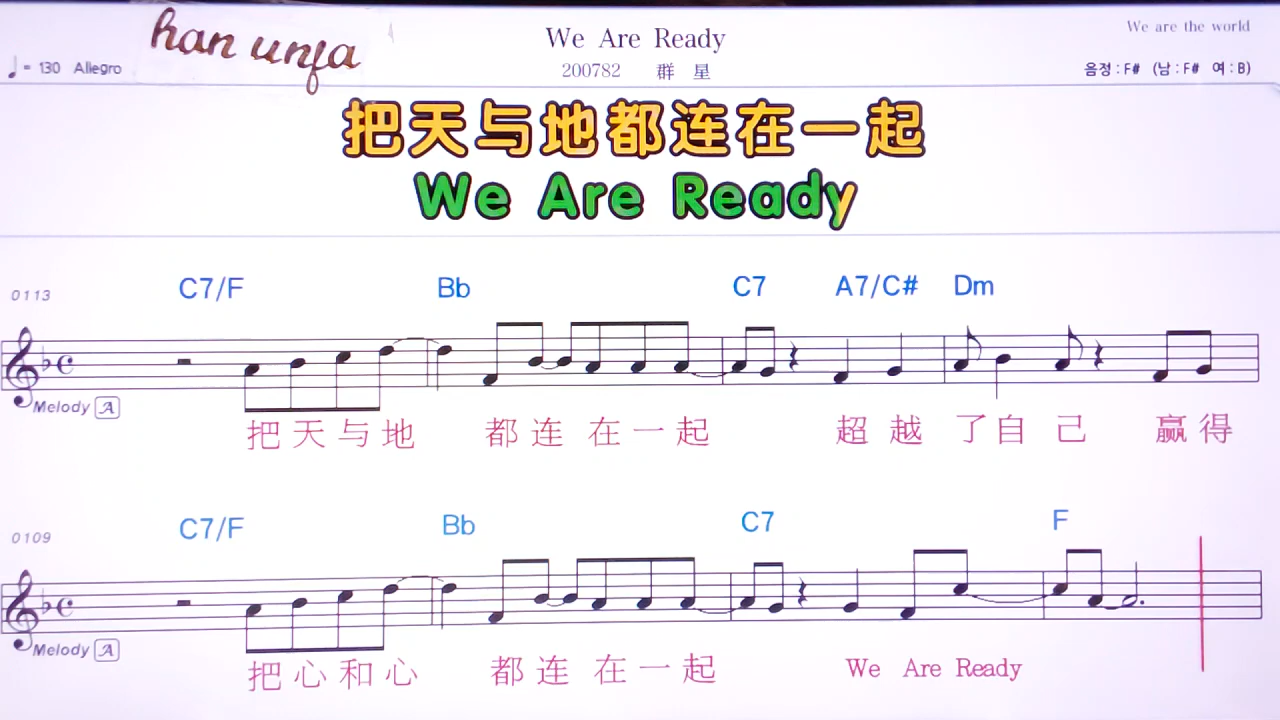 han unfa
We Are Ready
We are the world
♩= 130 Allegro
200782 群 星
음정 : F# (남 : F# 여 : B)
把天与地都连在一起
We Are Ready
0113
C7/F Bb C7 A7/C# Dm
Melody A
把 天 与 地 都 连 在 一 起 超 越 了 自 己 赢 得
0109
C7/F Bb C7 F
Melody A
把 心 和 心 都 连 在 一 起 We Are Ready